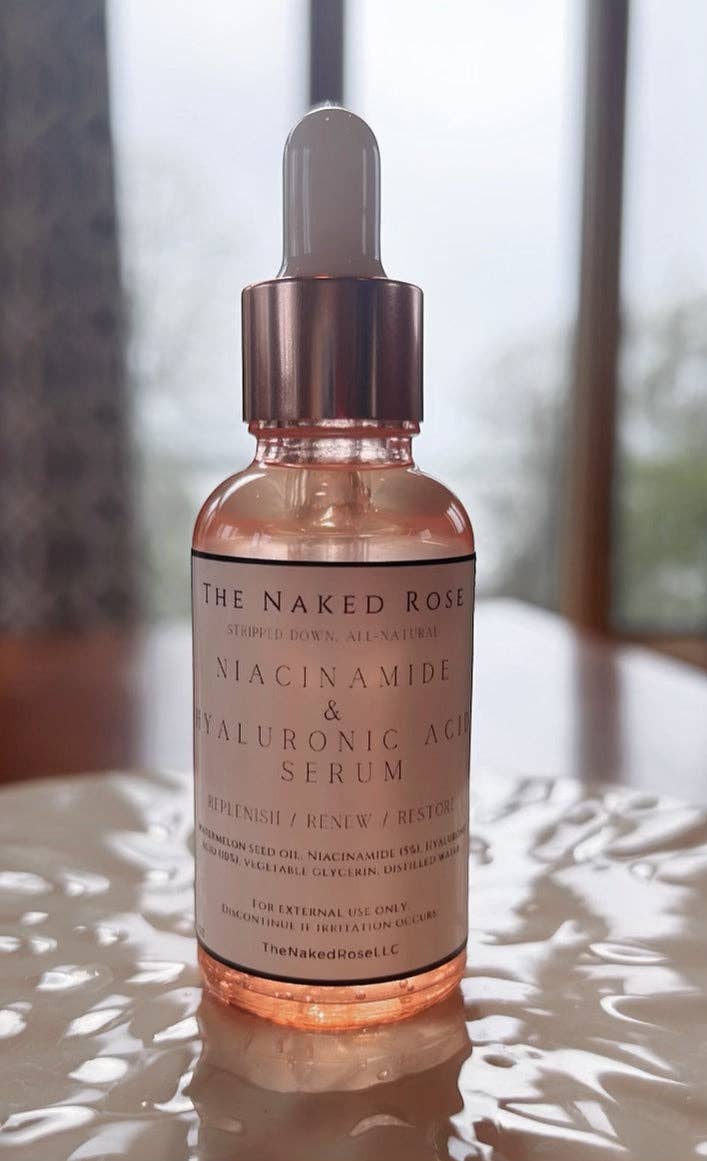 THE NAKED ROSE
STRIPPED DOWN, ALL-NATURAL
NIACINAMIDE
&
HYALURONIC ACID
SERUM
REPLENISH / RENEW / RESTORE
WATERMELON SEED OIL, NIACINAMIDE (5%), HYALURONIC
ACID (10%), VEGETABLE GLYCERIN, DISTILLED WATER
FOR EXTERNAL USE ONLY.
DISCONTINUE IF IRRITATION OCCURS
TheNakedRoseLLC